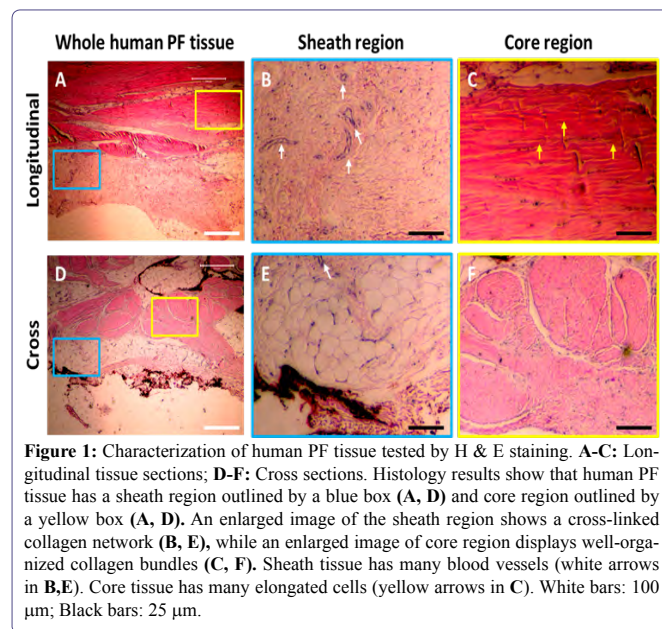 Whole human PF tissue Sheath region Core region
Longitudinal
A B C
Cross
D E F
Figure 1: Characterization of human PF tissue tested by H & E staining. A-C: Lon-
gitudinal tissue sections; D-F: Cross sections. Histology results show that human PF
tissue has a sheath region outlined by a blue box (A, D) and core region outlined by
a yellow box (A, D). An enlarged image of the sheath region shows a cross-linked
collagen network (B, E), while an enlarged image of core region displays well-orga-
nized collagen bundles (C, F). Sheath tissue has many blood vessels (white arrows
in B,E). Core tissue has many elongated cells (yellow arrows in C). White bars: 100
μm; Black bars: 25 μm.